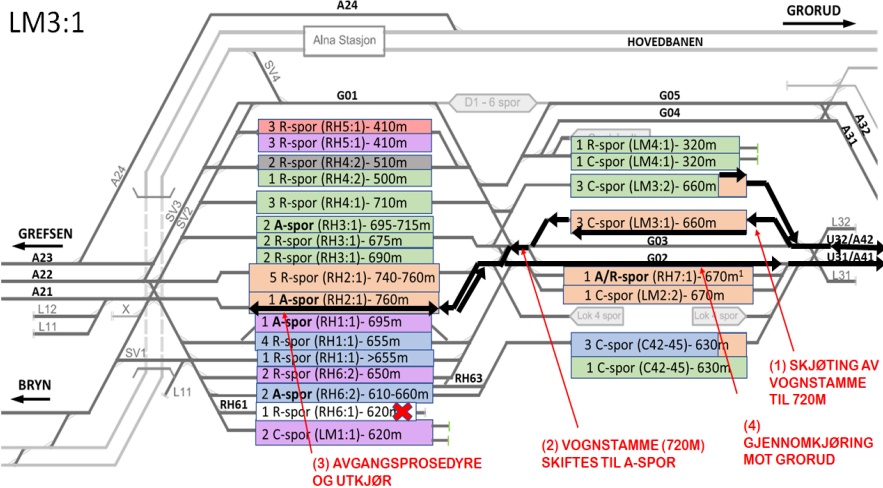 LM3:1
A24
GRORUD
Alna Stasjon
HOVEDBANEN
SV4
G01
D1 - 6 spor
G05
G04
A32
A31
3 R-spor (RH5:1)- 410m
3 R-spor (RH5:1)- 410m
2 R-spor (RH4:2)- 510m
1 R-spor (RH4:2)- 500m
3 R-spor (RH4:1)- 710m
2 A-spor (RH3:1)- 695-715m
2 R-spor (RH3:1)- 675m
2 R-spor (RH3:1)- 690m
5 R-spor (RH2:1)- 740-760m
1 A-spor (RH2:1)- 760m
1 A-spor (RH1:1)- 695m
4 R-spor (RH1:1)- 655m
1 R-spor (RH1:1)- >655m
2 R-spor (RH6:2)- 650m
2 A-spor (RH6:2)- 610-660m
1 R-spor (RH6:1)- 620m
2 C-spor (LM1:1)- 620m
1 R-spor (LM4:1)- 320m
1 C-spor (LM4:1)- 320m
3 C-spor (LM3:2)- 660m
3 C-spor (LM3:1)- 660m
G03
G02
1 A/R-spor (RH7:1)- 670m1
1 C-spor (LM2:2)- 670m
Lok 4 spor
Lok 4 spor
3 C-spor (C42-45)- 630m
1 C-spor (C42-45)- 630m
L32
U32/A42
U31/A41
L31
A24
SV3
SV2
GREFSEN
A23
A22
A21
L12
L11
X
SV1
L11
BRYN
RH61
RH63
(1) SKJØTING AV
VOGNSTAMME
TIL 720M
(2) VOGNSTAMME (720M)
SKIFTES TIL A-SPOR
(3) AVGANGSPROSEDYRE
OG UTKJØR
(4)
GJENNOMKJØRING
MOT GRORUD